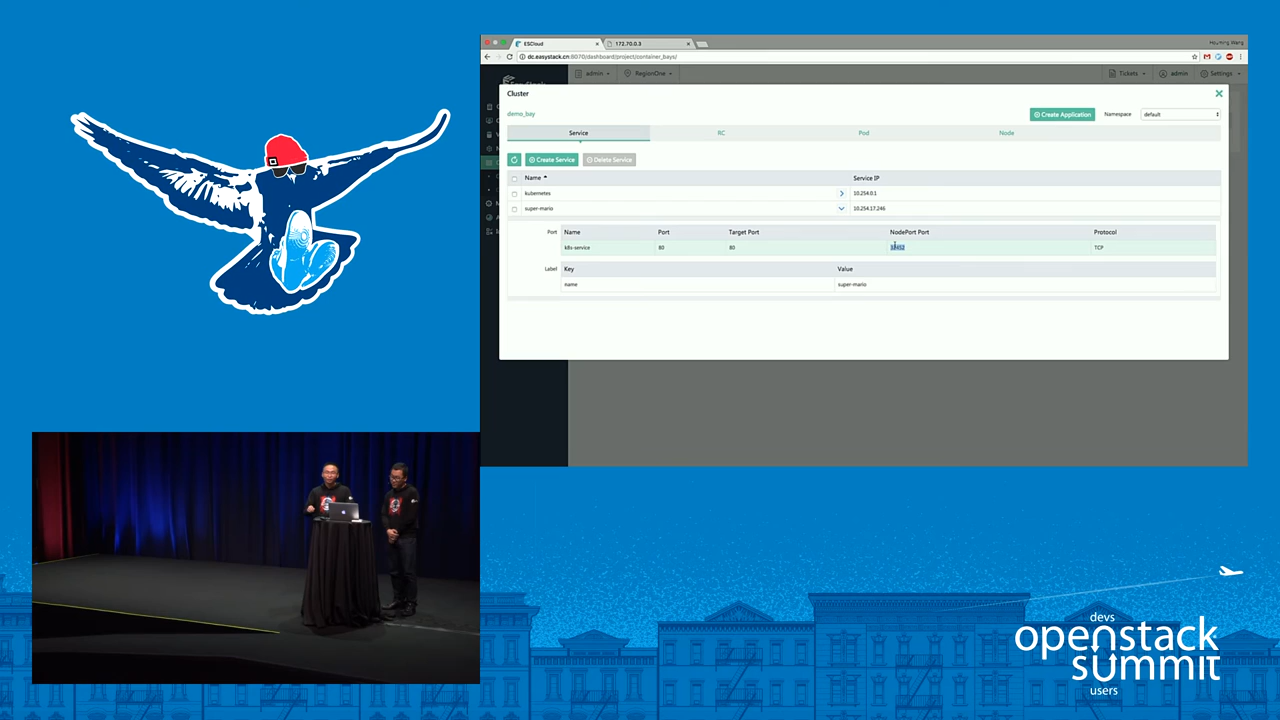 ESCloud
172.70.0.3
Houming Wang
dc.easystack.cn:8070/dashboard/project/container_bays/
admin
RegionOne
Tickets
admin
Settings
Cluster
demo_bay
Create Application
Namespace
default
Service
RC
Pod
Node
Create Service
Delete Service
Name
Service IP
kubernetes
10.254.0.1
super-mario
10.254.17.246
Port
Name
Port
Target Port
NodePort Port
Protocol
k8s-service
80
80
TCP
Label
Key
Value
name
super-mario
devs
openstack
summit
users